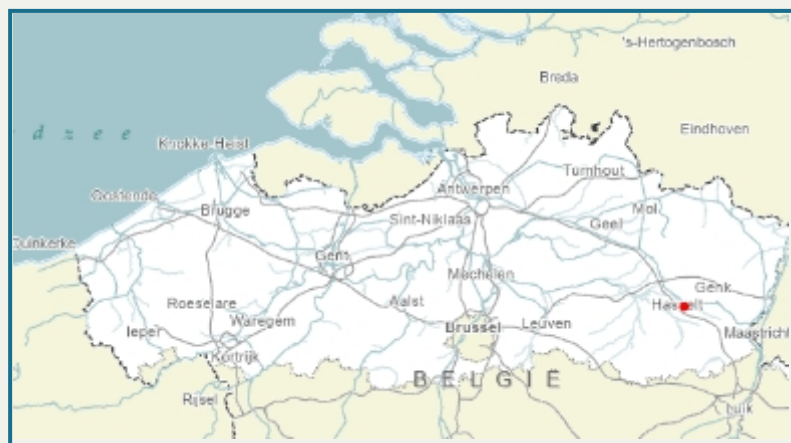 's-Hertogenbosch
Breda
d z e e
Eindhoven
Knokke-Heist
Turnhout
Antwerpen
Oostende
Mol
Brugge
Sint-Niklaas
Geel
Duinkerke
Gent
Mechelen
Genk
Roeselare
Aalst
Hasselt
Waregem
Brussel
Leuven
Ieper
Maastricht
Kortrijk
BELGIË
Rijsel
Luik